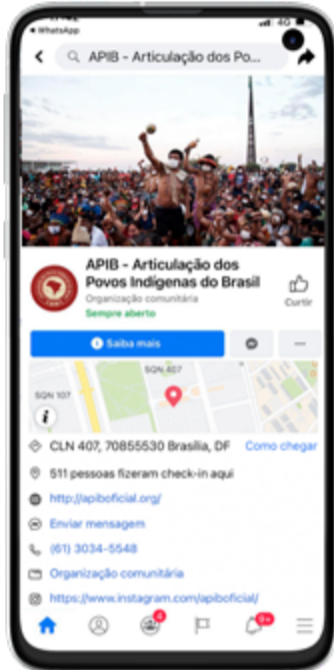 WhatsApp
4G
APIB - Articulação dos Po...
APIB - Articulação dos
Povos Indígenas do Brasil
Organização comunitária
Sempre aberto
Curtir
Saiba mais
SQN 407
SQN 107
CLN 407, 70855530 Brasília, DF Como chegar
511 pessoas fizeram check-in aqui
http://apiboficial.org/
Enviar mensagem
(61) 3034-5548
Organização comunitária
https://www.instagram.com/apiboficial/
4
9+